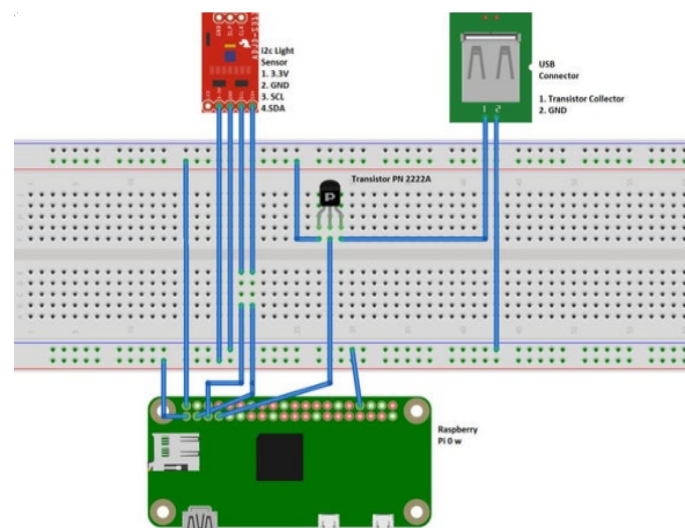 i2c Light
Sensor
1. 3.3V
2. GND
3. SCL
4.SDA
USB
Connector
1. Transistor Collector
2. GND
1 2
Transistor PN 2222A
Raspberry
Pi 0 w